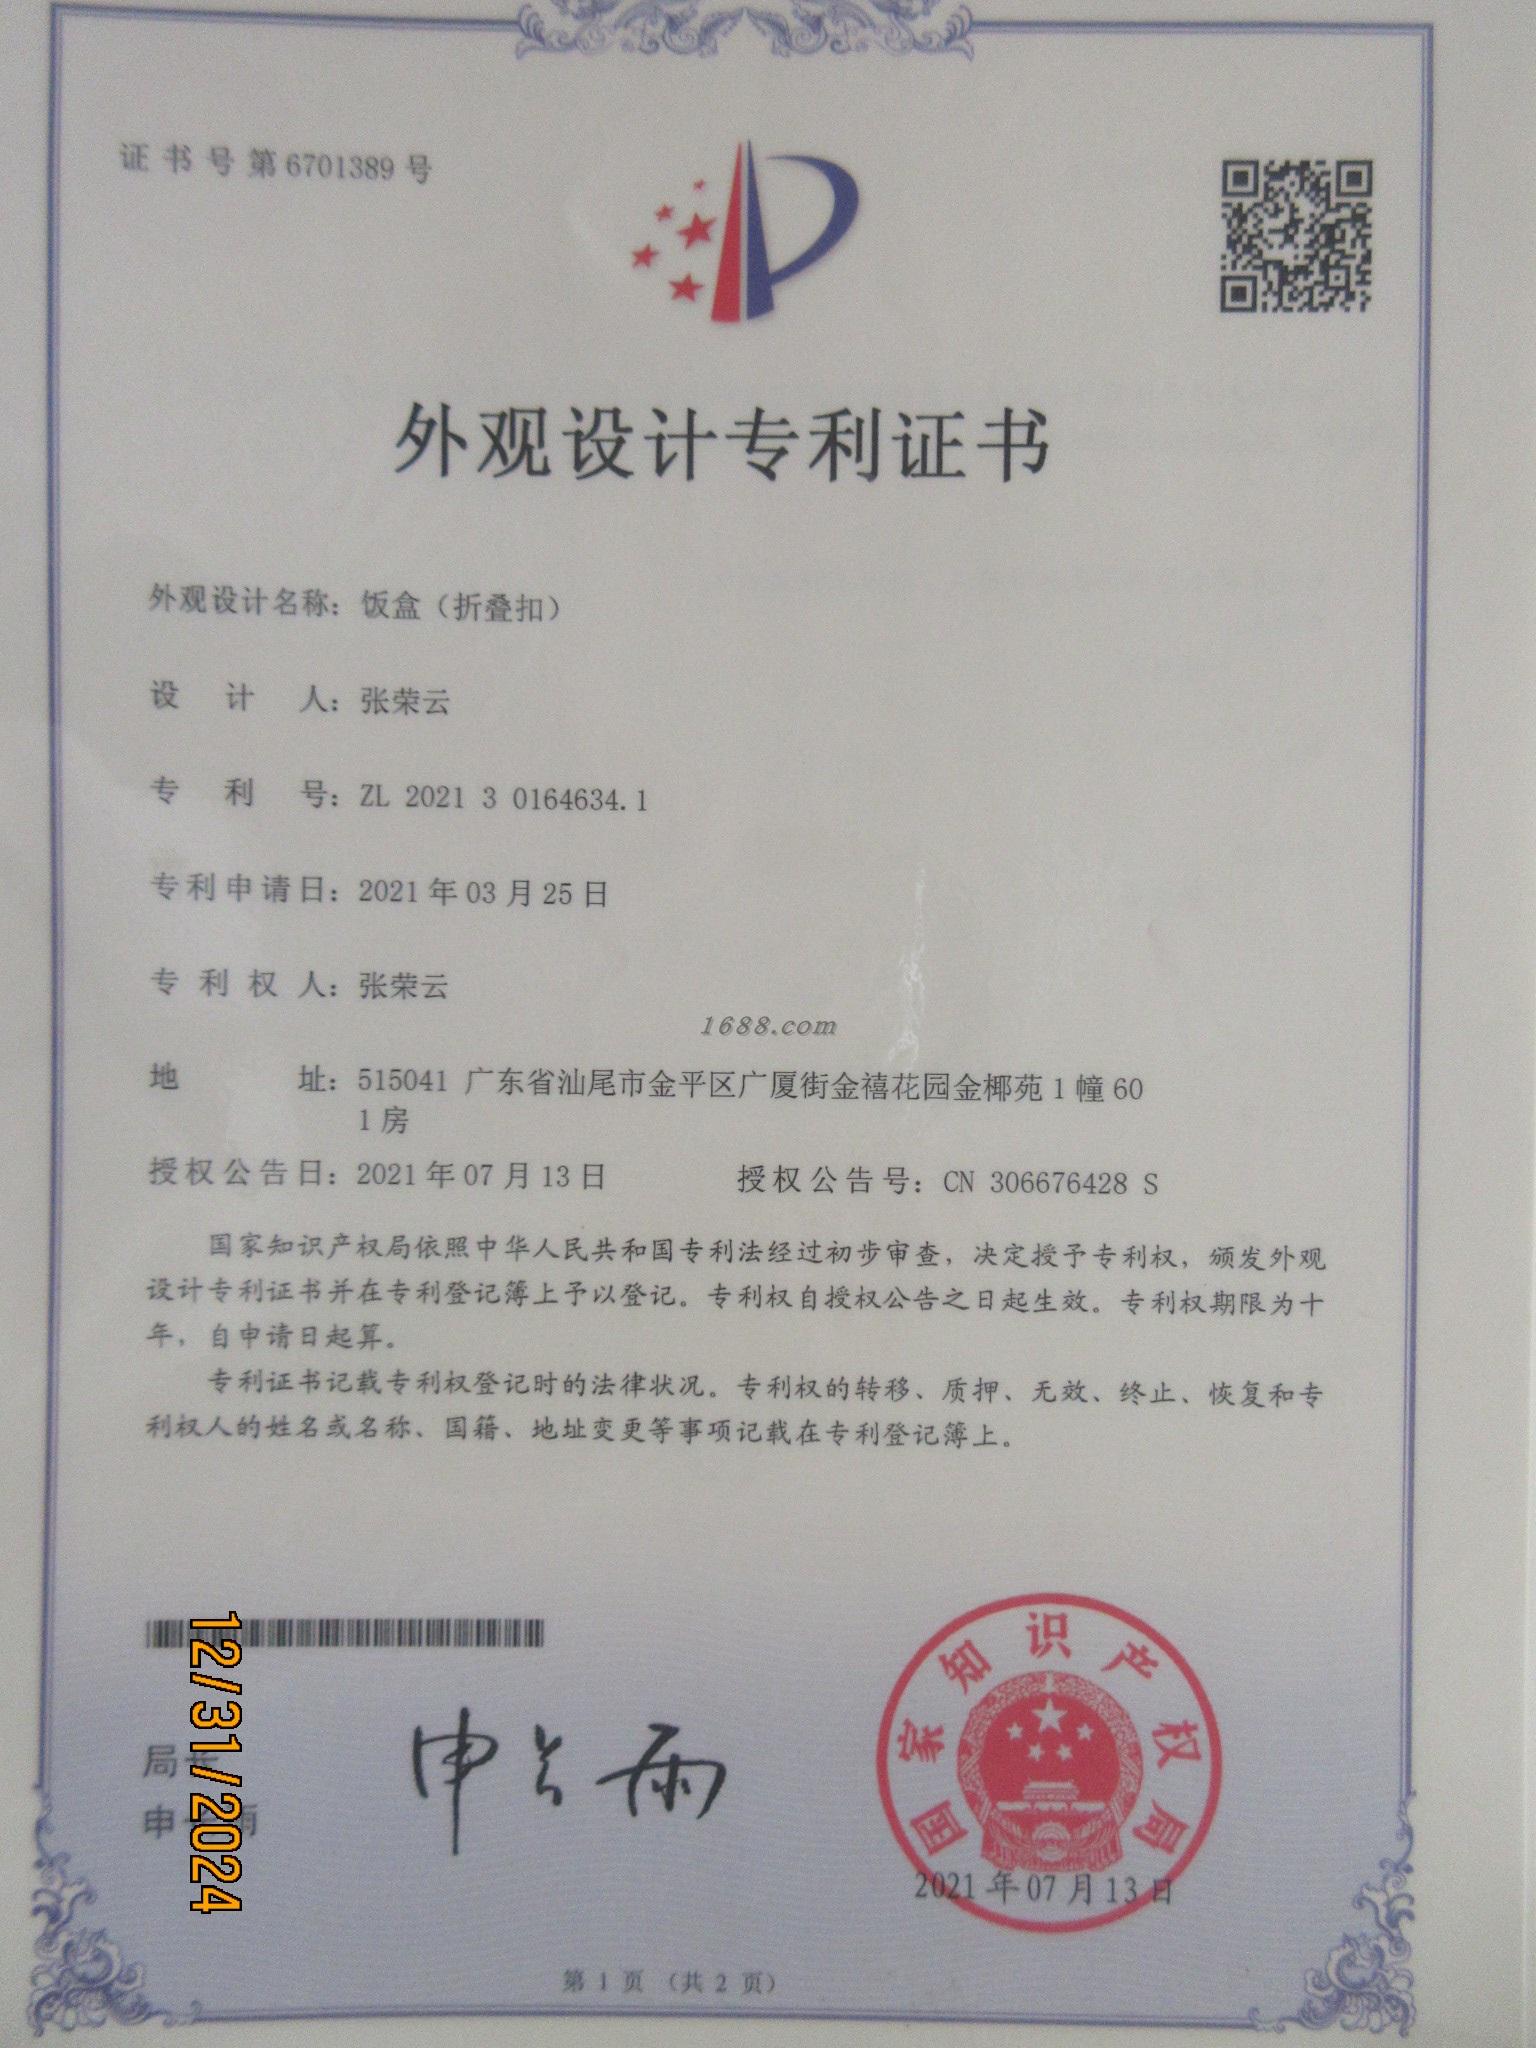 证书号第6701389号
外观设计专利证书
外观设计名称：饭盒（折叠扣）
设计人：张荣云
专利号：ZL 2021 3 0164634.1
专利申请日：2021年03月25日
专利权人：张荣云
1688.com
地址：515041 广东省汕尾市金平区广厦街金禧花园金椰苑1幢60
1房
授权公告日：2021年07月13日 授权公告号：CN 306676428 S
国家知识产权局依照中华人民共和国专利法经过初步审查，决定授予专利权，颁发外观
设计专利证书并在专利登记簿上予以登记。专利权自授权公告之日起生效。专利权期限为十
年，自申请日起算。
专利证书记载专利权登记时的法律状况。专利权的转移、质押、无效、终止、恢复和专
利权人的姓名或名称、国籍、地址变更等事项记载在专利登记簿上。
12/31/2024
局长
申长雨
申长雨
国家知识产权局
2021年07月13日
第 1 页 （共 2 页）